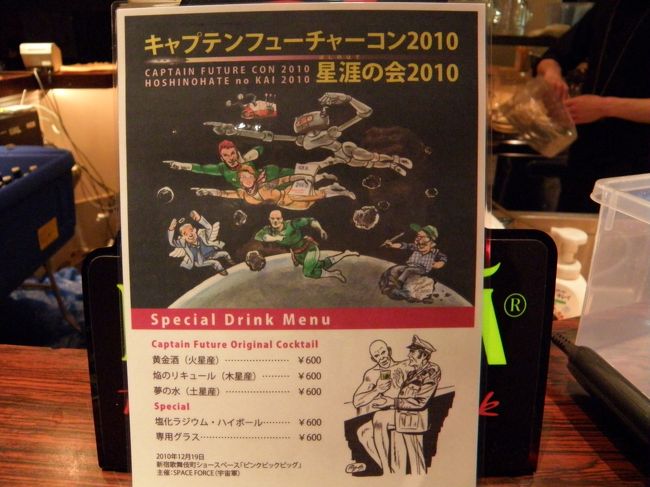 キャプテンフューチャーコン2010
CAPTAIN FUTURE CON 2010
HOSHINOHATE no KAI 2010
ほしのはて
星涯の会2010
Special Drink Menu
Captain Future Original Cocktail
黄金酒（火星産）………………… ￥600
焔のリキュール（木星産）……… ￥600
夢の水（土星産）………………… ￥600
Special
塩化ラジウム・ハイボール……… ￥600
専用グラス………………………… ￥600
2010年12月19日
新宿歌舞伎町ショースペース「ピンクビックピッグ」
主催：SPACE FORCE（宇宙軍）
®